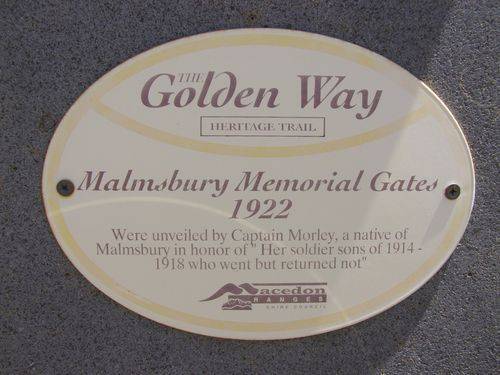 THE
Golden Way
HERITAGE TRAIL
Malmsbury Memorial Gates
1922
Were unveiled by Captain Morley, a native of
Malmsbury in honor of " Her soldier sons of 1914 -
1918 who went but returned not"
Macedon
RANGES
SHIRE COUNCIL